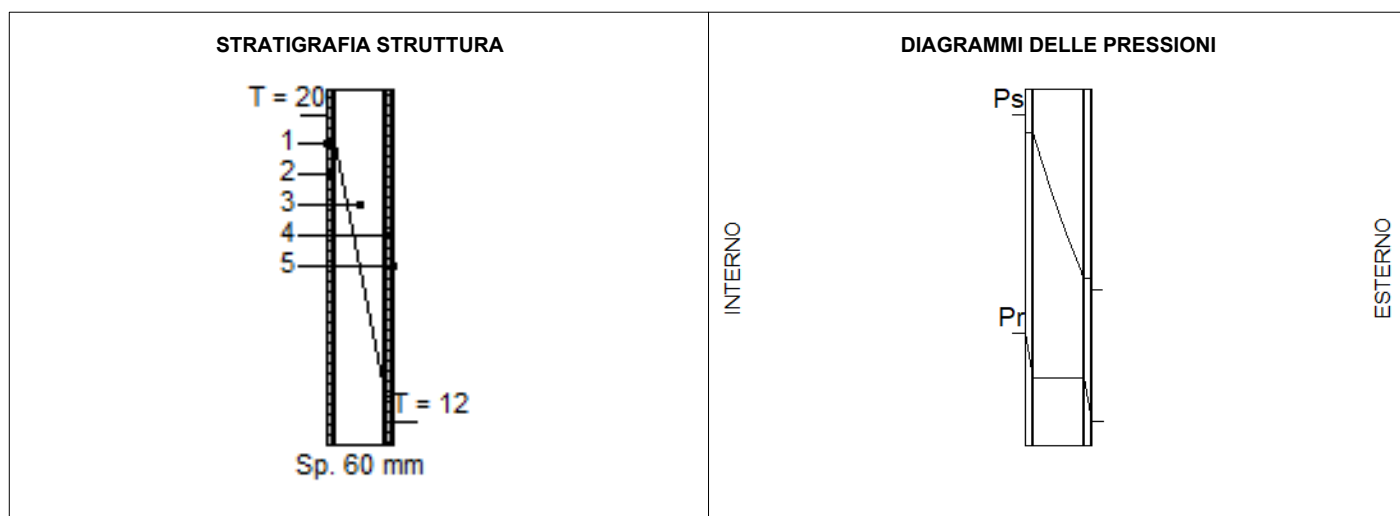 STRATIGRAFIA STRUTTURA
T = 20
1
2
3
4
5
T = 12
Sp. 60 mm
DIAGRAMMI DELLE PRESSIONI
INTERNO
Ps
Pr
ESTERNO